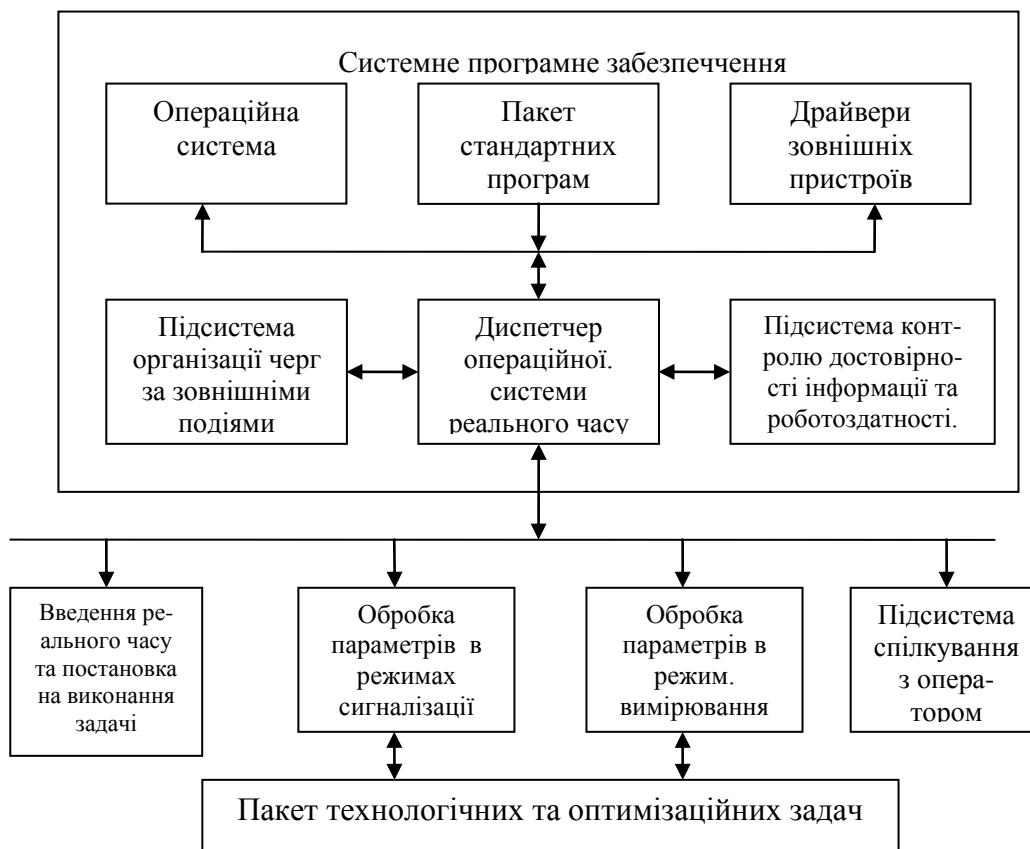 Системне програмне забезпеччення
Операційна
система
Пакет
стандартних
програм
Драйвери
зовнішніх
пристроїв
Підсистема
організації черг
за зовнішніми
подіями
Диспетчер
операційної.
системи
реального часу
Підсистема конт-
ролю достовірно-
сті інформації та
роботоздатності.
Введення ре-
ального часу
та постановка
на виконання
задачі
Обробка
параметрів в
режимах
сигналізації
Обробка
параметрів в
режим.
вимірювання
Підсистема
спілкування
з опера-
тором
Пакет технологічних та оптимізаційних задач